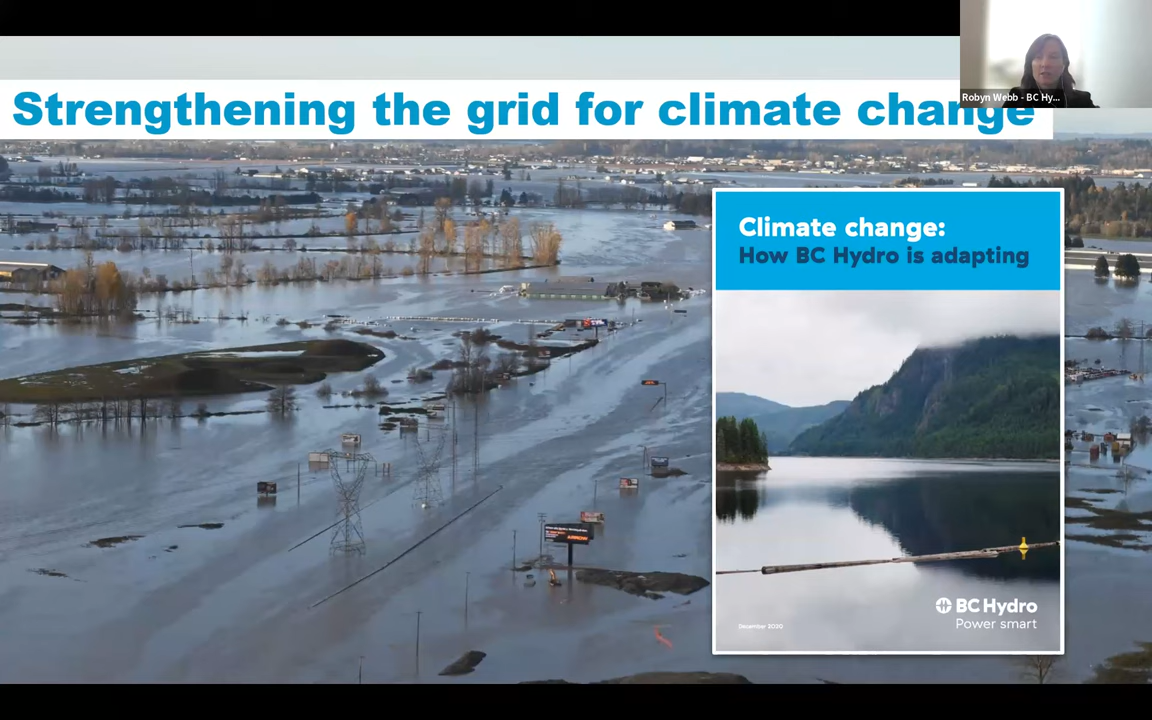 Strengthening the grid for climate change
Robyn Webb - BC Hy...
Climate change:
How BC Hydro is adapting
BC Hydro
Power smart
December 2020